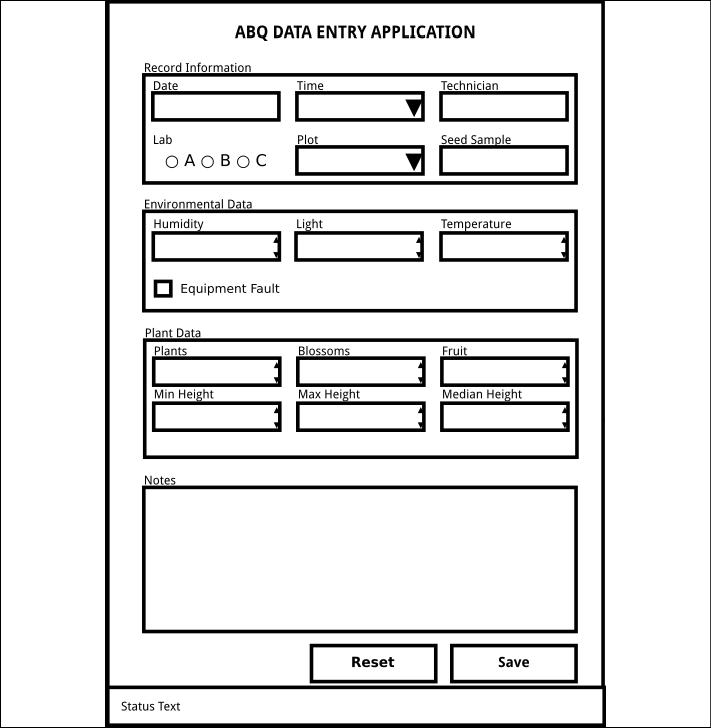 ABQ DATA ENTRY APPLICATION
Record Information
Date Time Technician
Lab Plot Seed Sample
A B C
Environmental Data
Humidity Light Temperature
Equipment Fault
Plant Data
Plants Blossoms Fruit
Min Height Max Height Median Height
Notes
Reset Save
Status Text